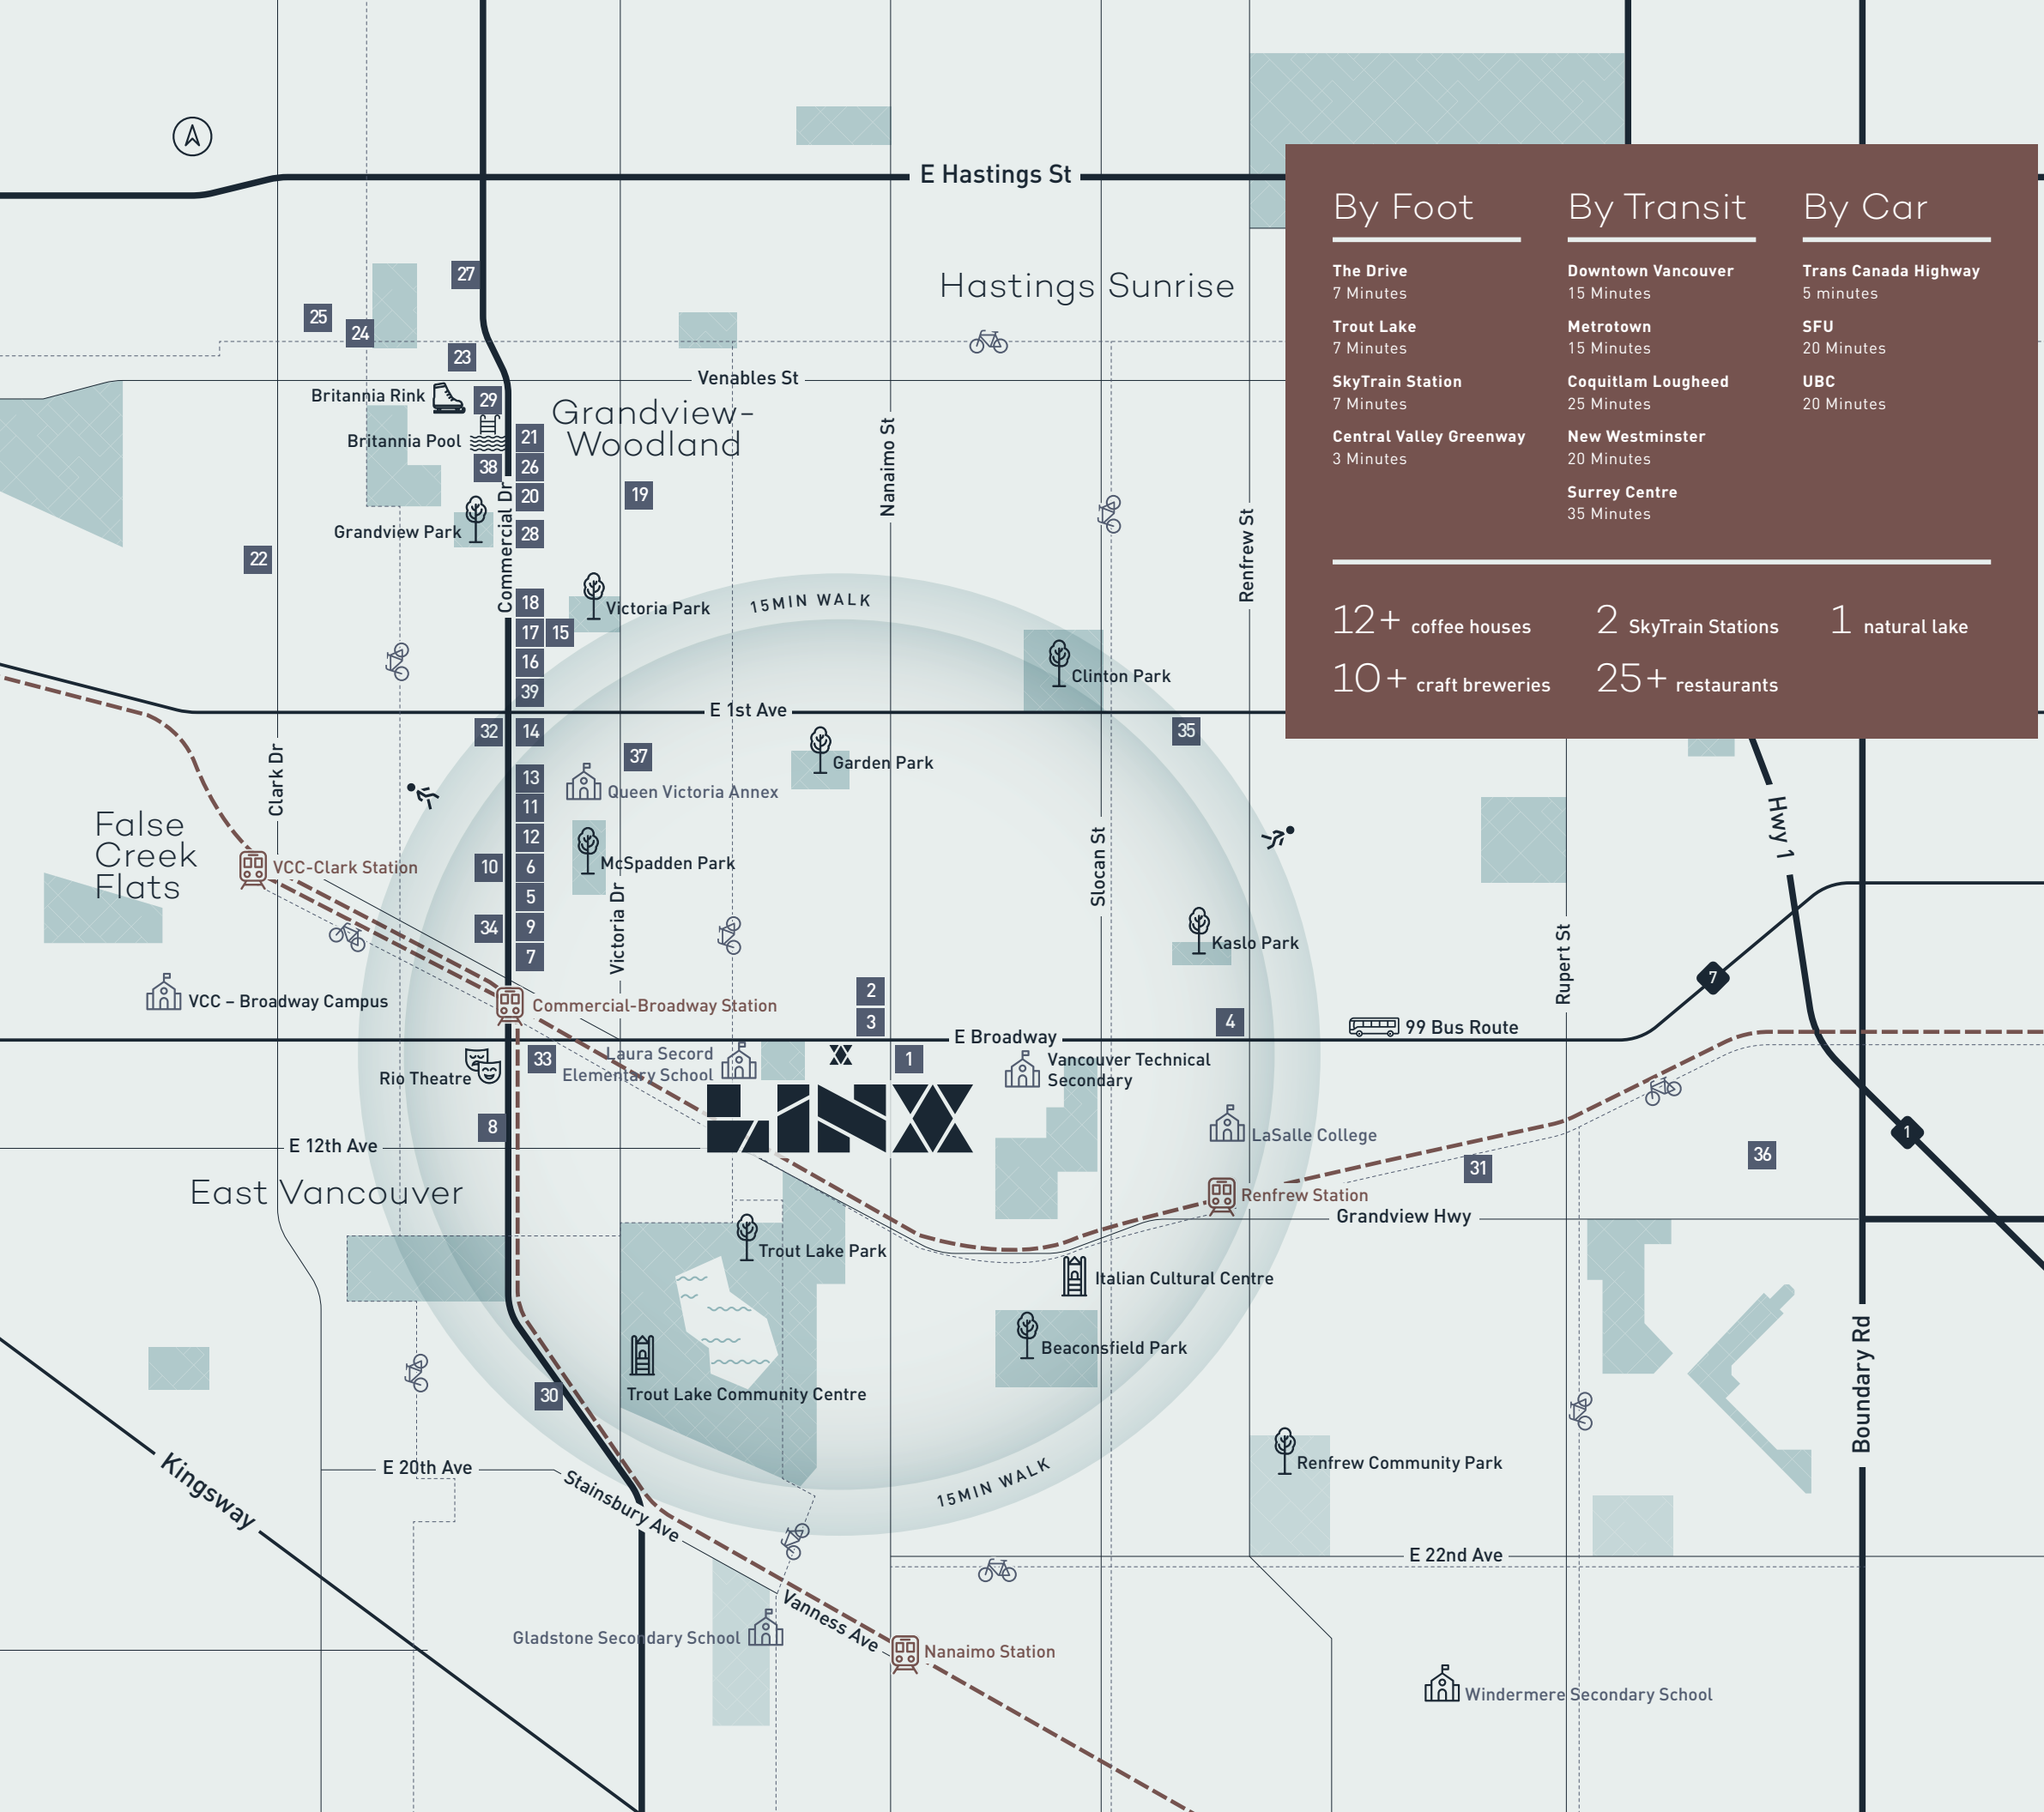 E Hastings St
By Foot
The Drive
7 Minutes
Trout Lake
7 Minutes
SkyTrain Station
7 Minutes
Central Valley Greenway
3 Minutes
By Transit
Downtown Vancouver
15 Minutes
Metrotown
15 Minutes
Coquitlam Lougheed
25 Minutes
New Westminster
20 Minutes
Surrey Centre
35 Minutes
By Car
Trans Canada Highway
5 minutes
SFU
20 Minutes
UBC
20 Minutes
12+ coffee houses
2 SkyTrain Stations
1 natural lake
10+ craft breweries
25+ restaurants
27
Hastings Sunrise
25
24
23
Venables St
Britannia Rink
29
Grandview-
Woodland
Britannia Pool
21
38
26
Nanaimo St
20
19
Commercial Dr
Grandview Park
28
22
Renfrew St
18
Victoria Park
15MIN WALK
17
15
16
Clinton Park
39
E 1st Ave
32
14
35
37
Garden Park
Clark Dr
13
Queen Victoria Annex
11
Hwy 1
False
Creek
Flats
12
Slocan St
VCC-Clark Station
10
6
McSpadden Park
5
34
9
Victoria Dr
Kaslo Park
7
Rupert St
7
VCC – Broadway Campus
Commercial-Broadway Station
2
3
4
99 Bus Route
E Broadway
33
Laura Secord
Elementary School
1
Vancouver Technical
Secondary
Rio Theatre
LINX
8
E 12th Ave
LaSalle College
1
36
31
East Vancouver
Renfrew Station
Grandview Hwy
Trout Lake Park
Italian Cultural Centre
Beaconsfield Park
Boundary Rd
30
Trout Lake Community Centre
Kingsway
E 20th Ave
Stainsbury Ave
15MIN WALK
Renfrew Community Park
E 22nd Ave
Vanness Ave
Gladstone Secondary School
Nanaimo Station
Windermere Secondary School